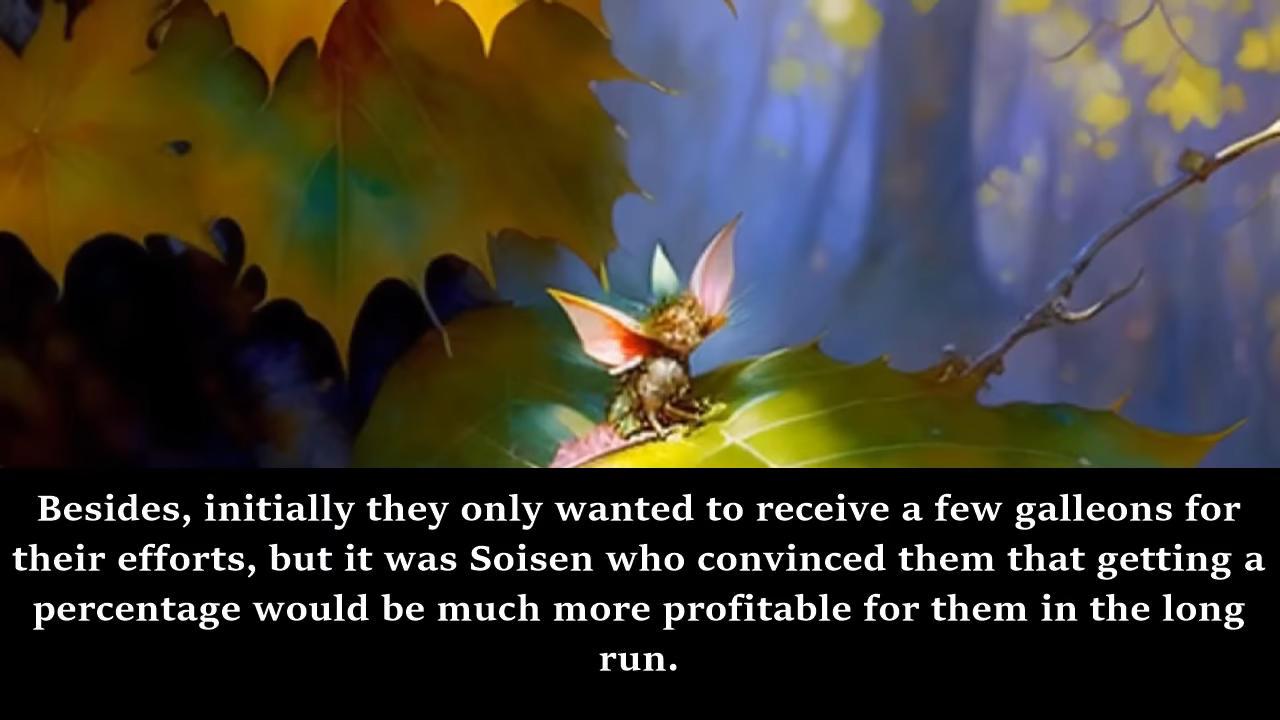 Besides, initially they only wanted to receive a few galleons for
their efforts, but it was Soisen who convinced them that getting a
percentage would be much more profitable for them in the long
run.